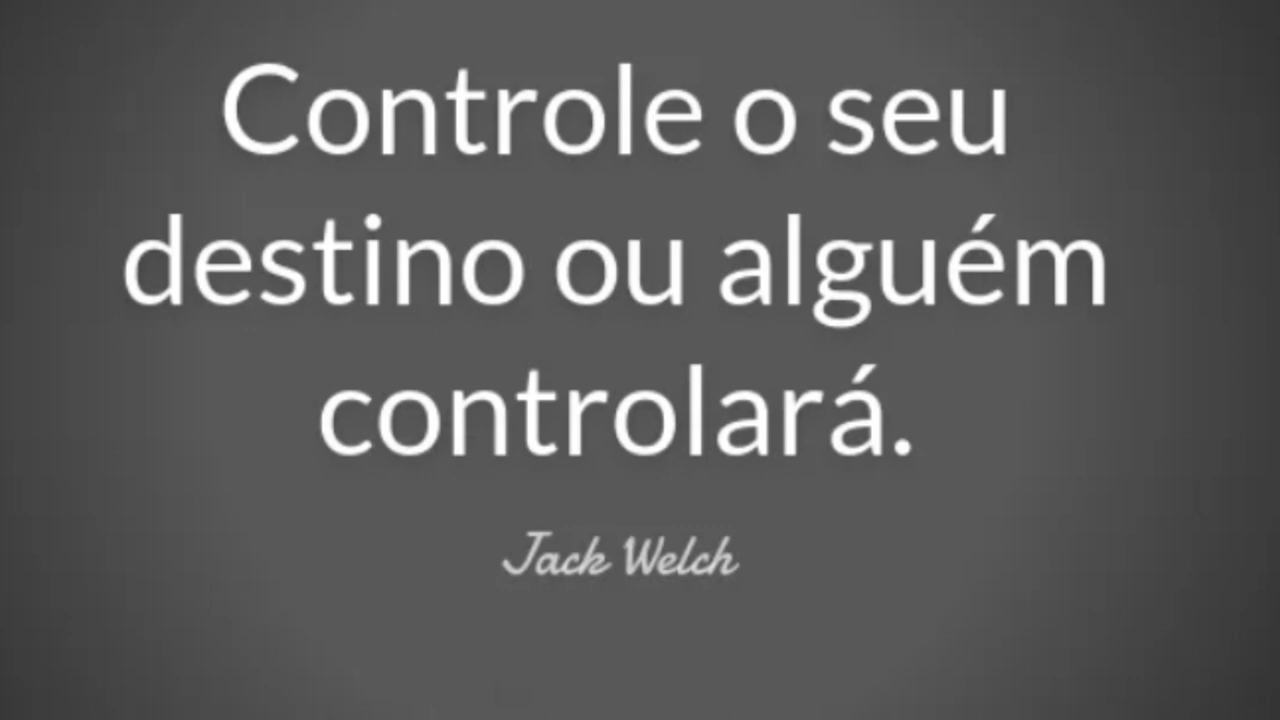 Controle o seu
destino ou alguém
controlará.
Jack Welch